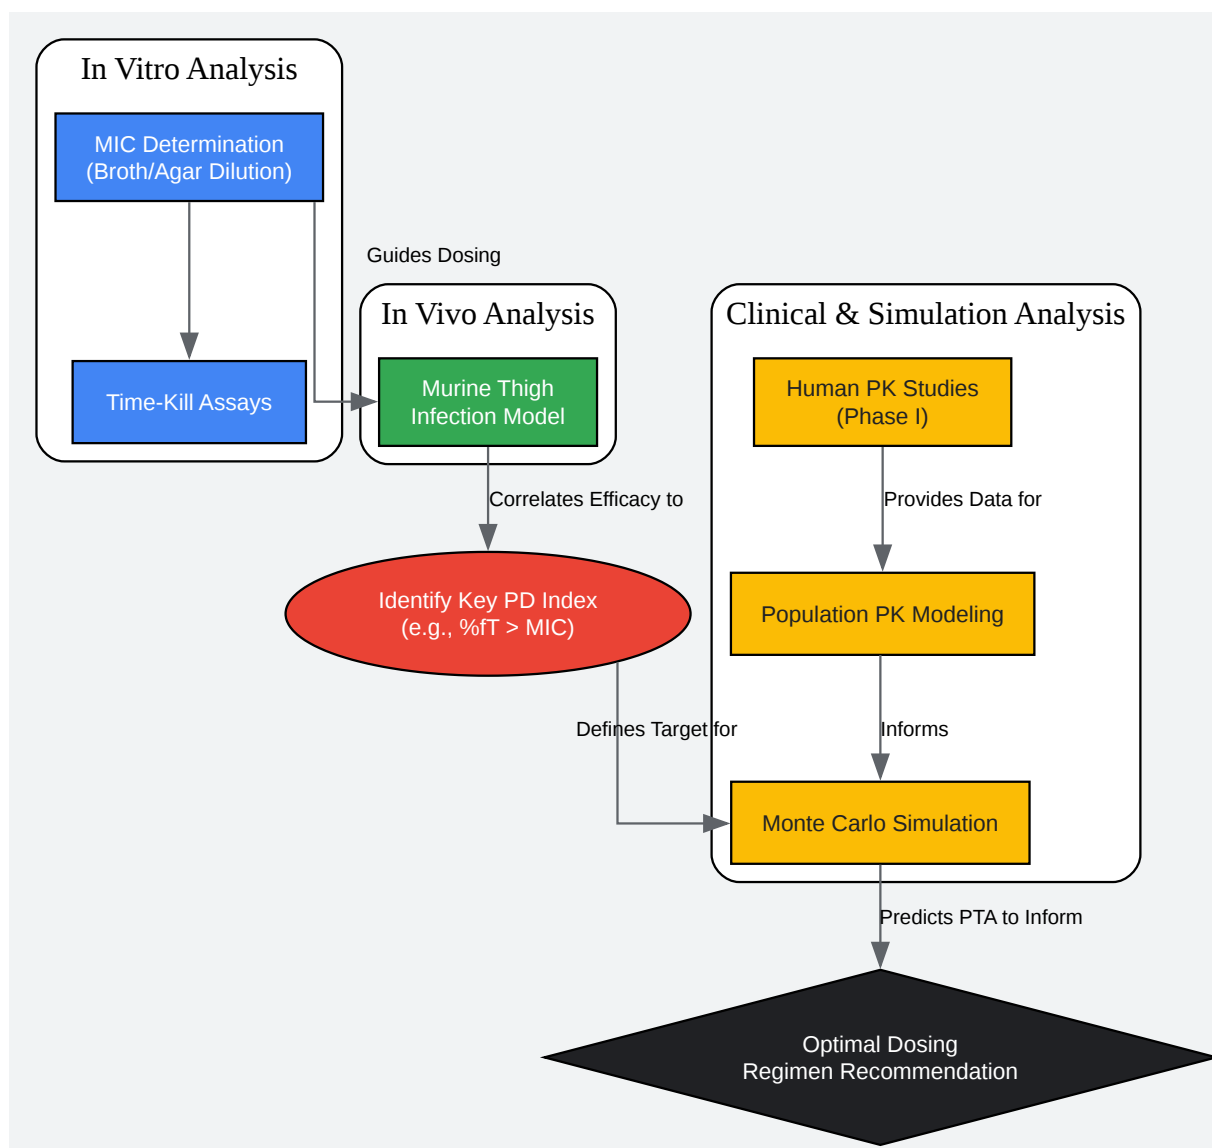 In Vitro Analysis
MIC Determination
(Broth/Agar Dilution)
Guides Dosing
In Vivo Analysis
Clinical & Simulation Analysis
Time-Kill Assays
Murine Thigh
Infection Model
Human PK Studies
(Phase I)
Correlates Efficacy to
Provides Data for
Identify Key PD Index
(e.g., %fT > MIC)
Population PK Modeling
Defines Target for
Informs
Monte Carlo Simulation
Predicts PTA to Inform
Optimal Dosing
Regimen Recommendation